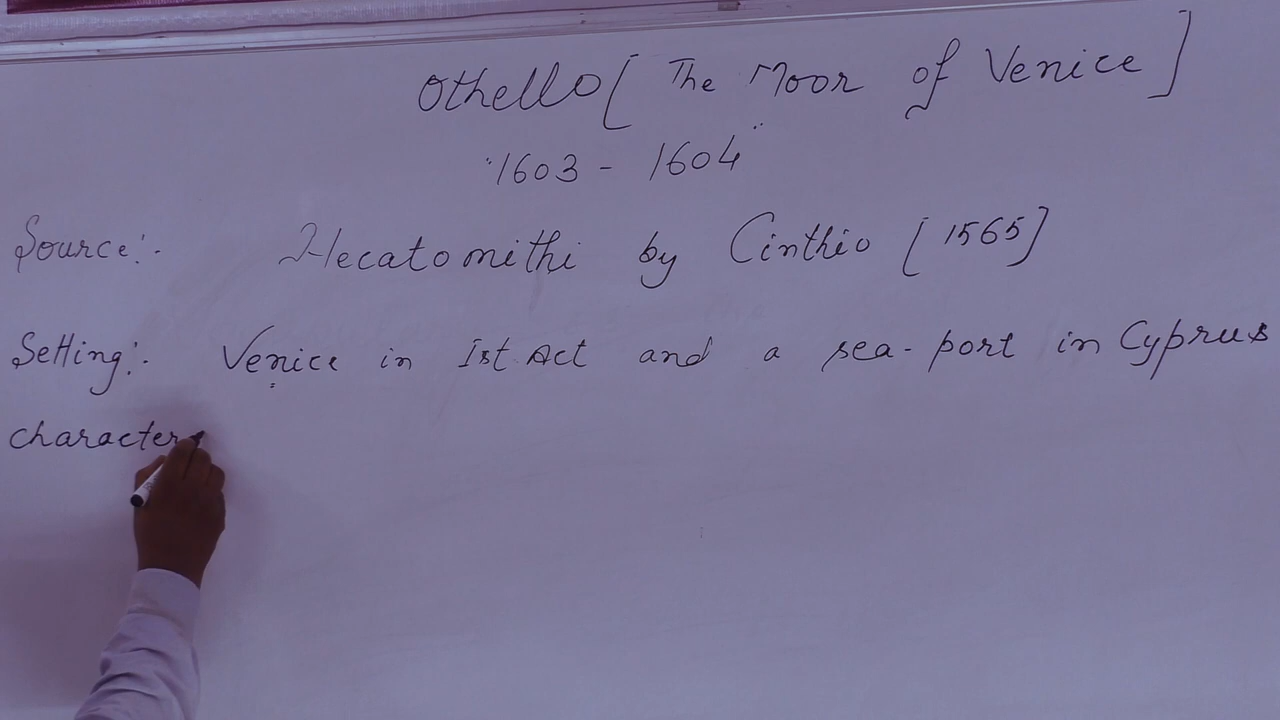 Othello [ The Moor of Venice ]
"1603 - 1604"
Source:- Hecatomithi by Cinthio [1565]
Setting:- Venice in Ist Act and a sea-port in Cyprus
characters